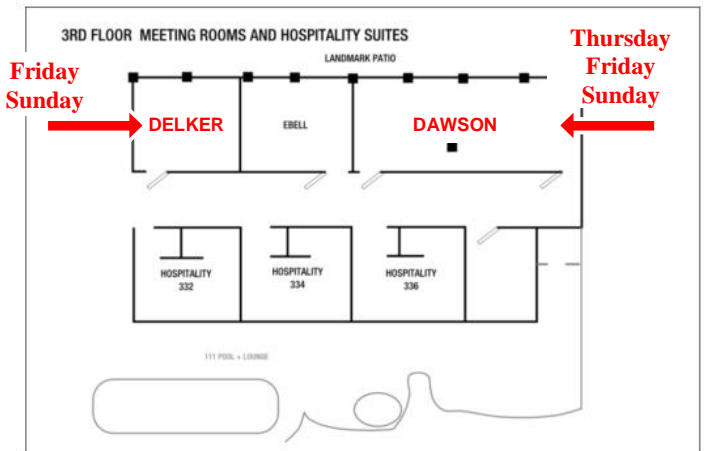 3RD FLOOR MEETING ROOMS AND HOSPITALITY SUITES
LANDMARK PATIO
Friday
Sunday
Thursday
Friday
Sunday
DELKER
EBELL
DAWSON
HOSPITALITY
332
HOSPITALITY
334
HOSPITALITY
336
111 POOL + LOUNGE